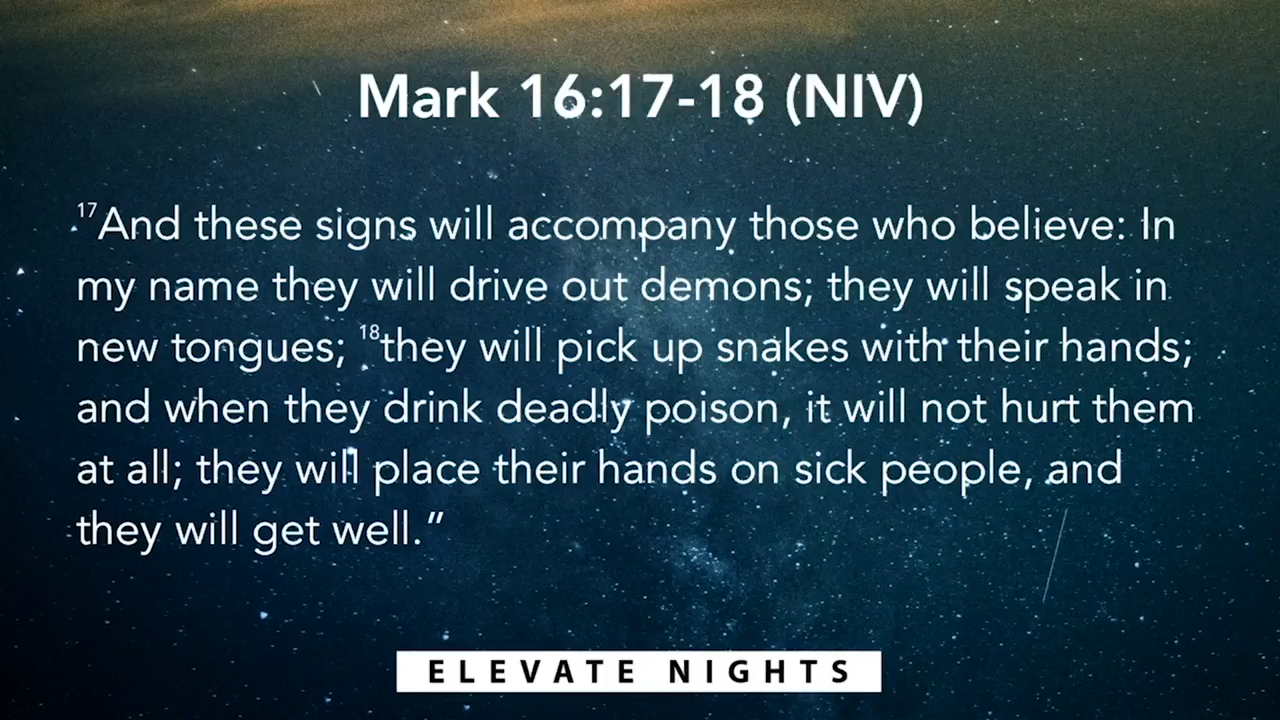 Mark 16:17-18 (NIV)
17And these signs will accompany those who believe: In
my name they will drive out demons; they will speak in
new tongues; 18they will pick up snakes with their hands;
and when they drink deadly poison, it will not hurt them
at all; they will place their hands on sick people, and
they will get well.”
ELEVATE NIGHTS